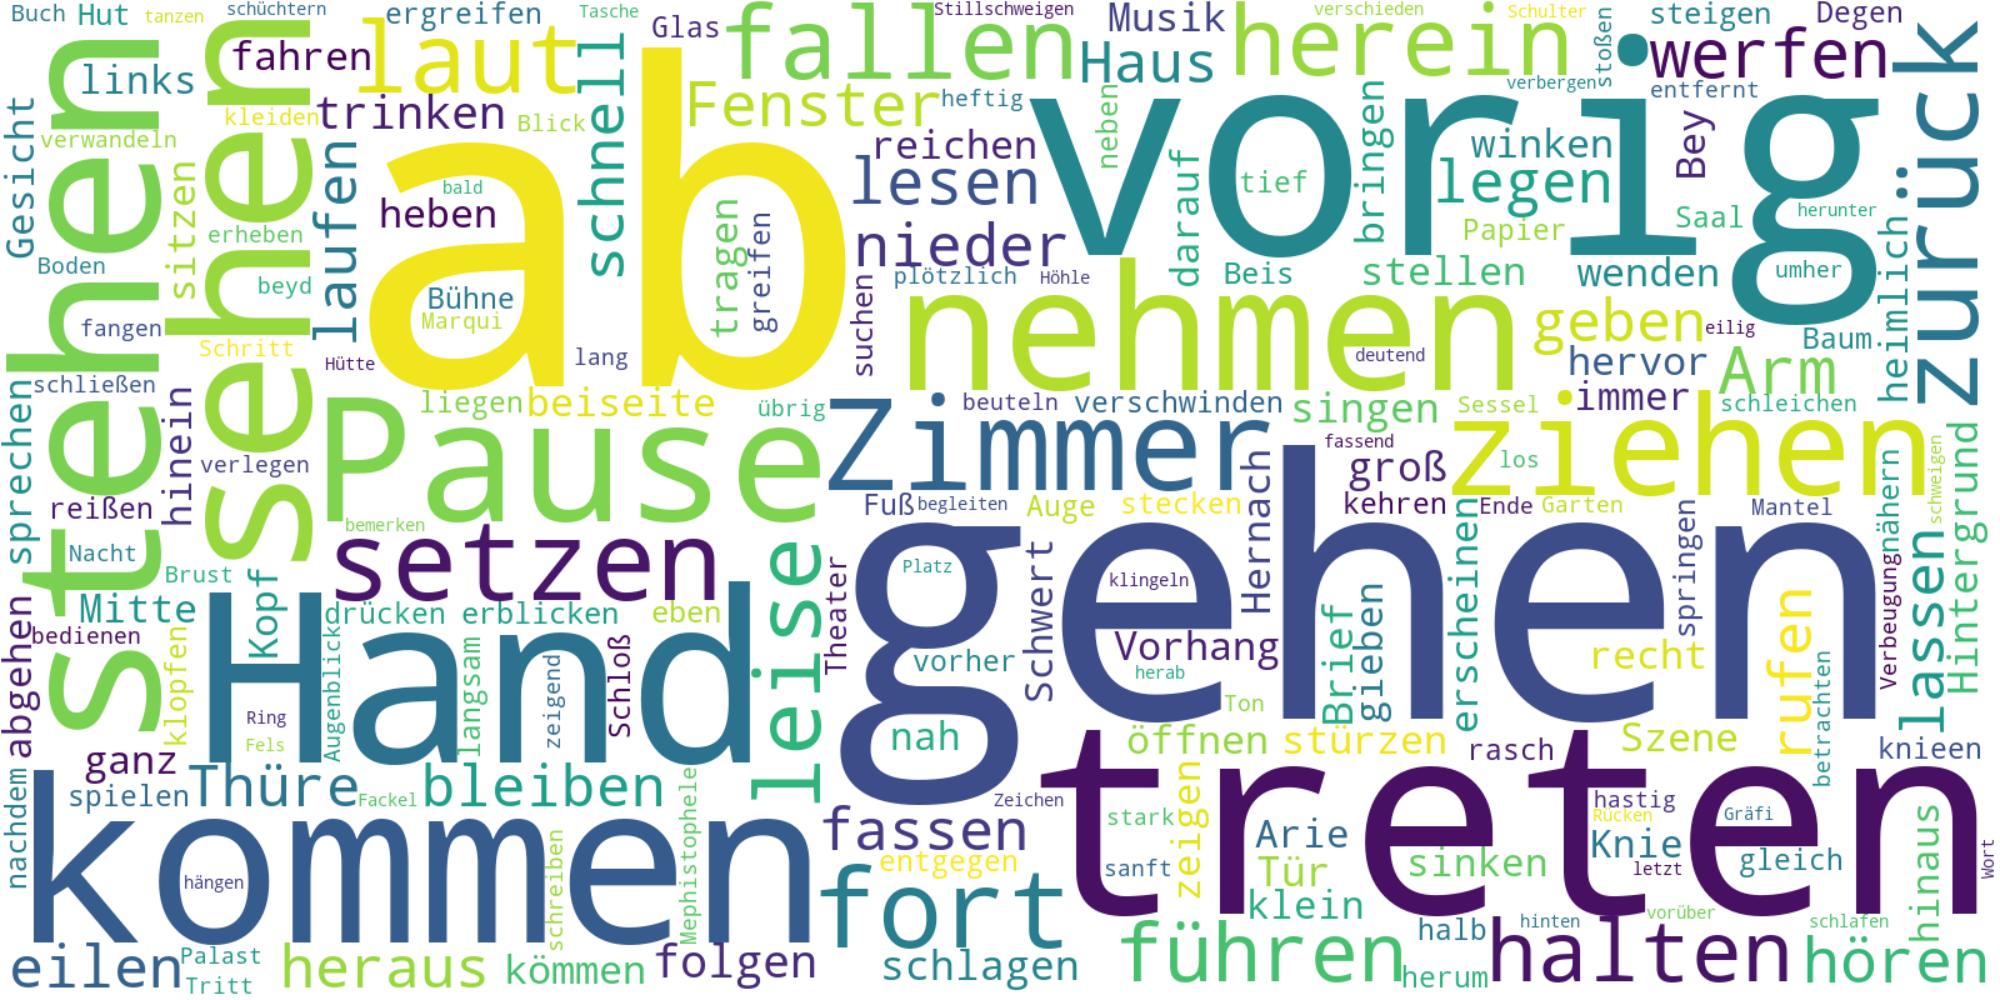 Buch
Hut
tanzen
schüchtern
ergreifen
Tasche
Glas
Stillschweigen
Musik
verschieden
Schulter
stoßen
steigen
Degen
links
fahren
laut
fallen
Haus
herein
werfen
zurück
Gesicht
stehen
sehen
verwandeln
kleiden
trinken
Blick
schnell
Fenster
heftig
neben
verbergen
entfernt
sitzen
laufen
ab
bald
heben
reichen
lesen
vorig
tief
bringen
winken
legen
Bey
Saal
herunter
erheben
Boden
beyd
Bühne
Marqui
tragen
greifen
nieder
darauf
Papier
umher
heimlich
fangen
Schritt
Hütte
lang
suchen
plötzlich
Höhle
Beis
stellen
wenden
nehmen
deutend
geben
eilig
Baum
schließen
sprechen
hinein
liegen
beiseite
übrig
Zimmer
beuteln
verschwinden
singen
hervor
immer
Arm
Sessel
schleichen
Pause
verlegen
reißen
bemerken
Fuß
begleiten
Auge
stecken
Hernach
fassend
groß
los
ziehen
kehren
Ende
Garten
Mantel
nähern
schweigen
Hintergrund
Nacht
Brust
setzen
leise
Theater
gehen
Platz
klingeln
Schwert
erscheinen
springen
Verbeugung
lassen
Mitte
Kopf
drücken
erblicken
eben
bedienen
abgehen
klopfen
Hand
Augenblick
langsam
zeigend
Schloß
vorher
Vorhang
herab
Brief
gieben
recht
rufen
betrachten
Ring
Fels
nah
Ton
ganz
öffnen
stürzen
rasch
Szene
knieen
nachdem
spielen
Thüre
Fackel
bleiben
Mephistophele
Zeichen
treten
hastig
Rücken
Gräfi
kommen
hängen
schreiben
fassen
stark
zeigen
Arie
Knie
gleich
hinaus
Wort
entgegen
sanft
Tür
sinken
letzt
fort
klein
halb
hinten
vorüber
schlafen
eilen
Palast
Tritt
heraus
kömmen
folgen
schlagen
führen
herum
halten
hören